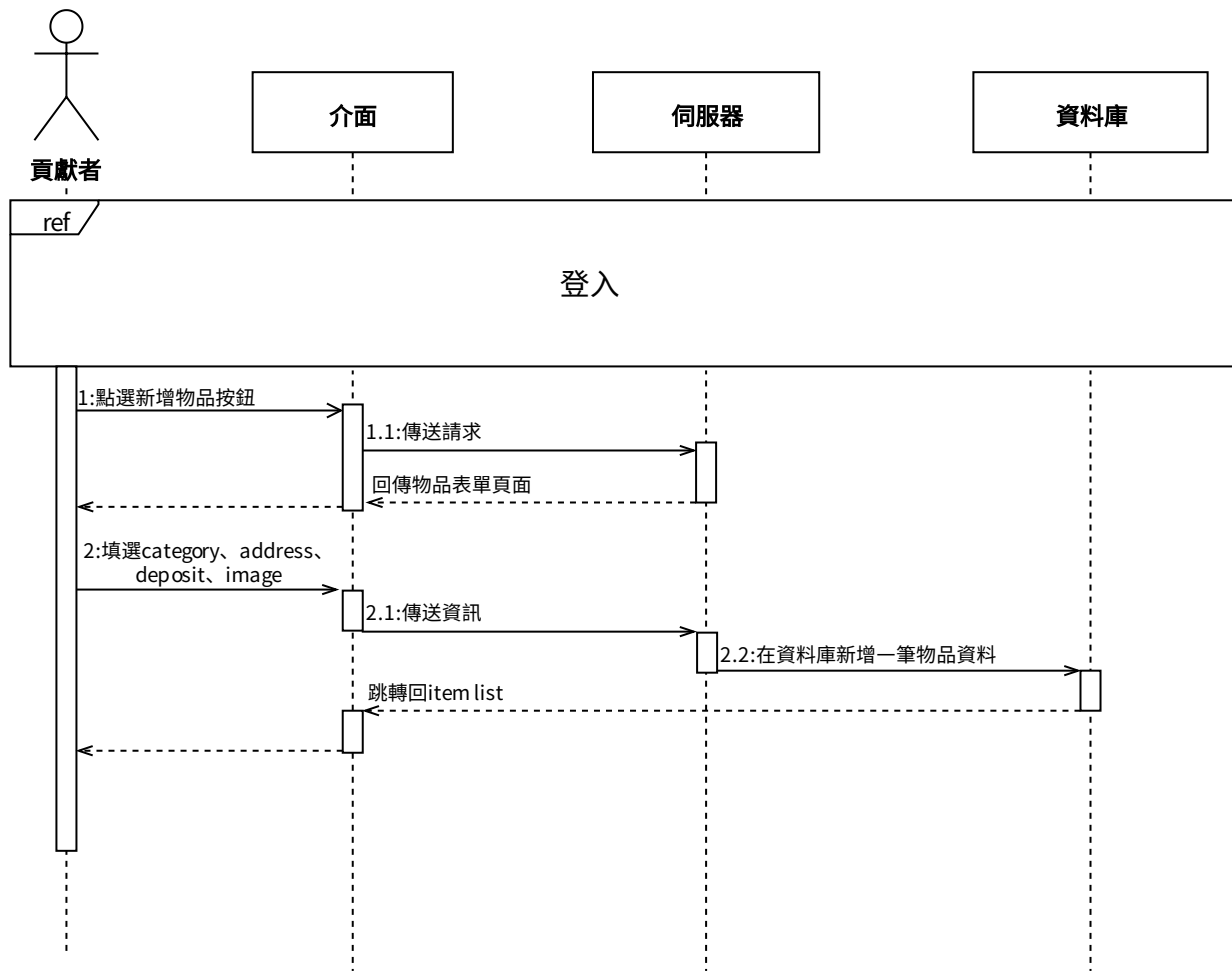 介面
伺服器
資料庫
貢獻者
ref
登入
1:點選新增物品按鈕
1.1:傳送請求
回傳物品表單頁面
2:填選category、address、
deposit、image
2.1:傳送資訊
2.2:在資料庫新增一筆物品資料
跳轉回item list